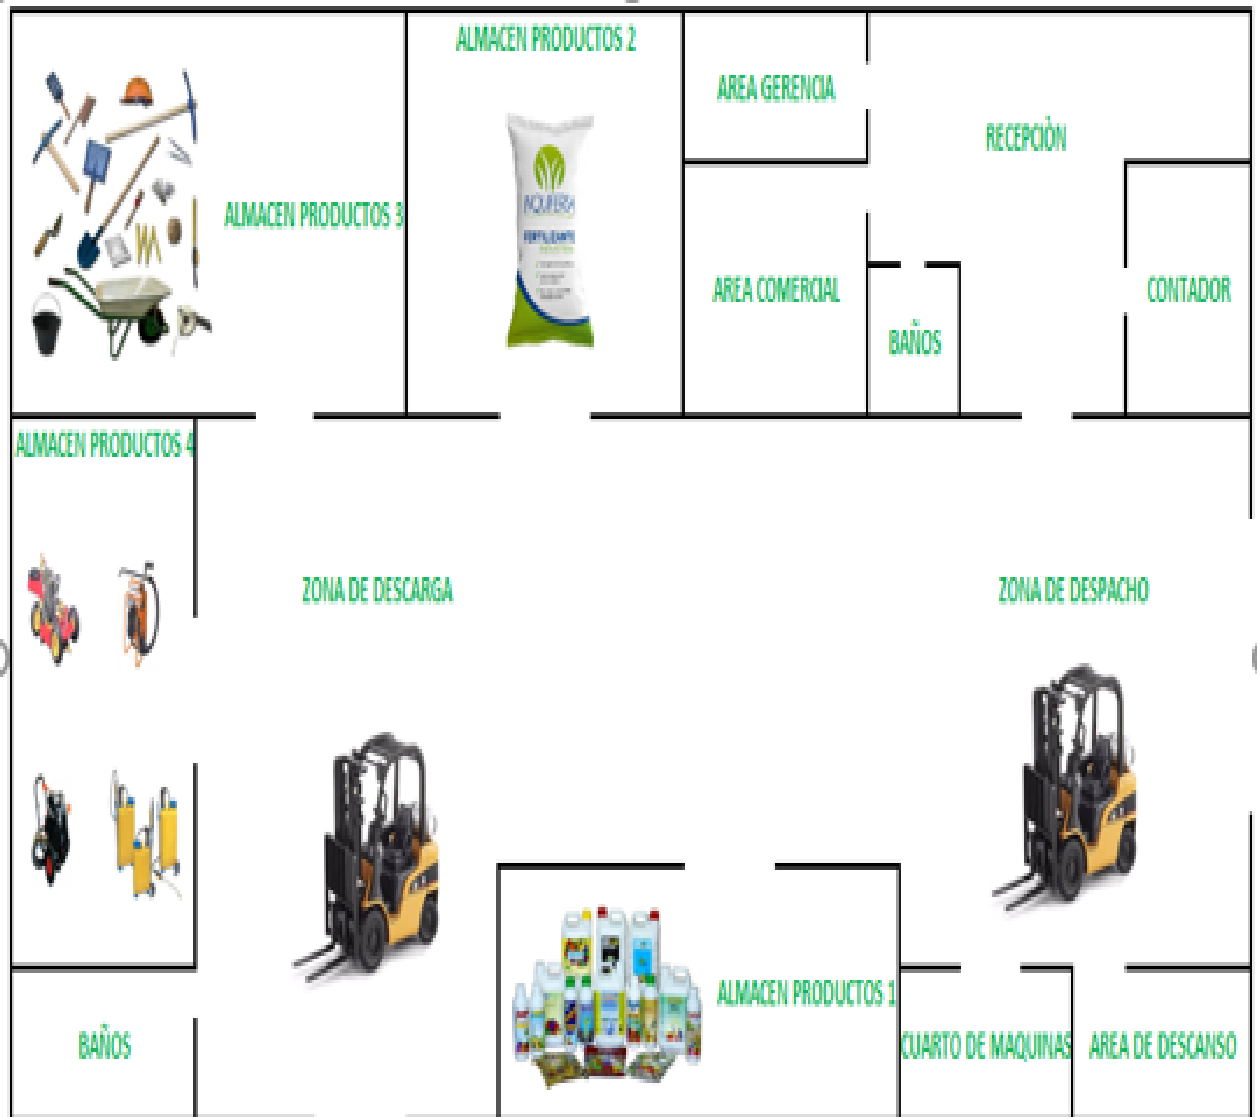 ALMACEN PRODUCTOS 2
AREA GERENCIA
RECEPCIÒN
ALMACEN PRODUCTOS 3
AREA COMERCIAL
CONTADOR
BAÑOS
FERTILIZANTE
ALMACEN PRODUCTOS 4
ZONA DE DESCARGA
ZONA DE DESPACHO
ALMACEN PRODUCTOS 1
BAÑOS
CUARTO DE MAQUINAS
AREA DE DESCANSO